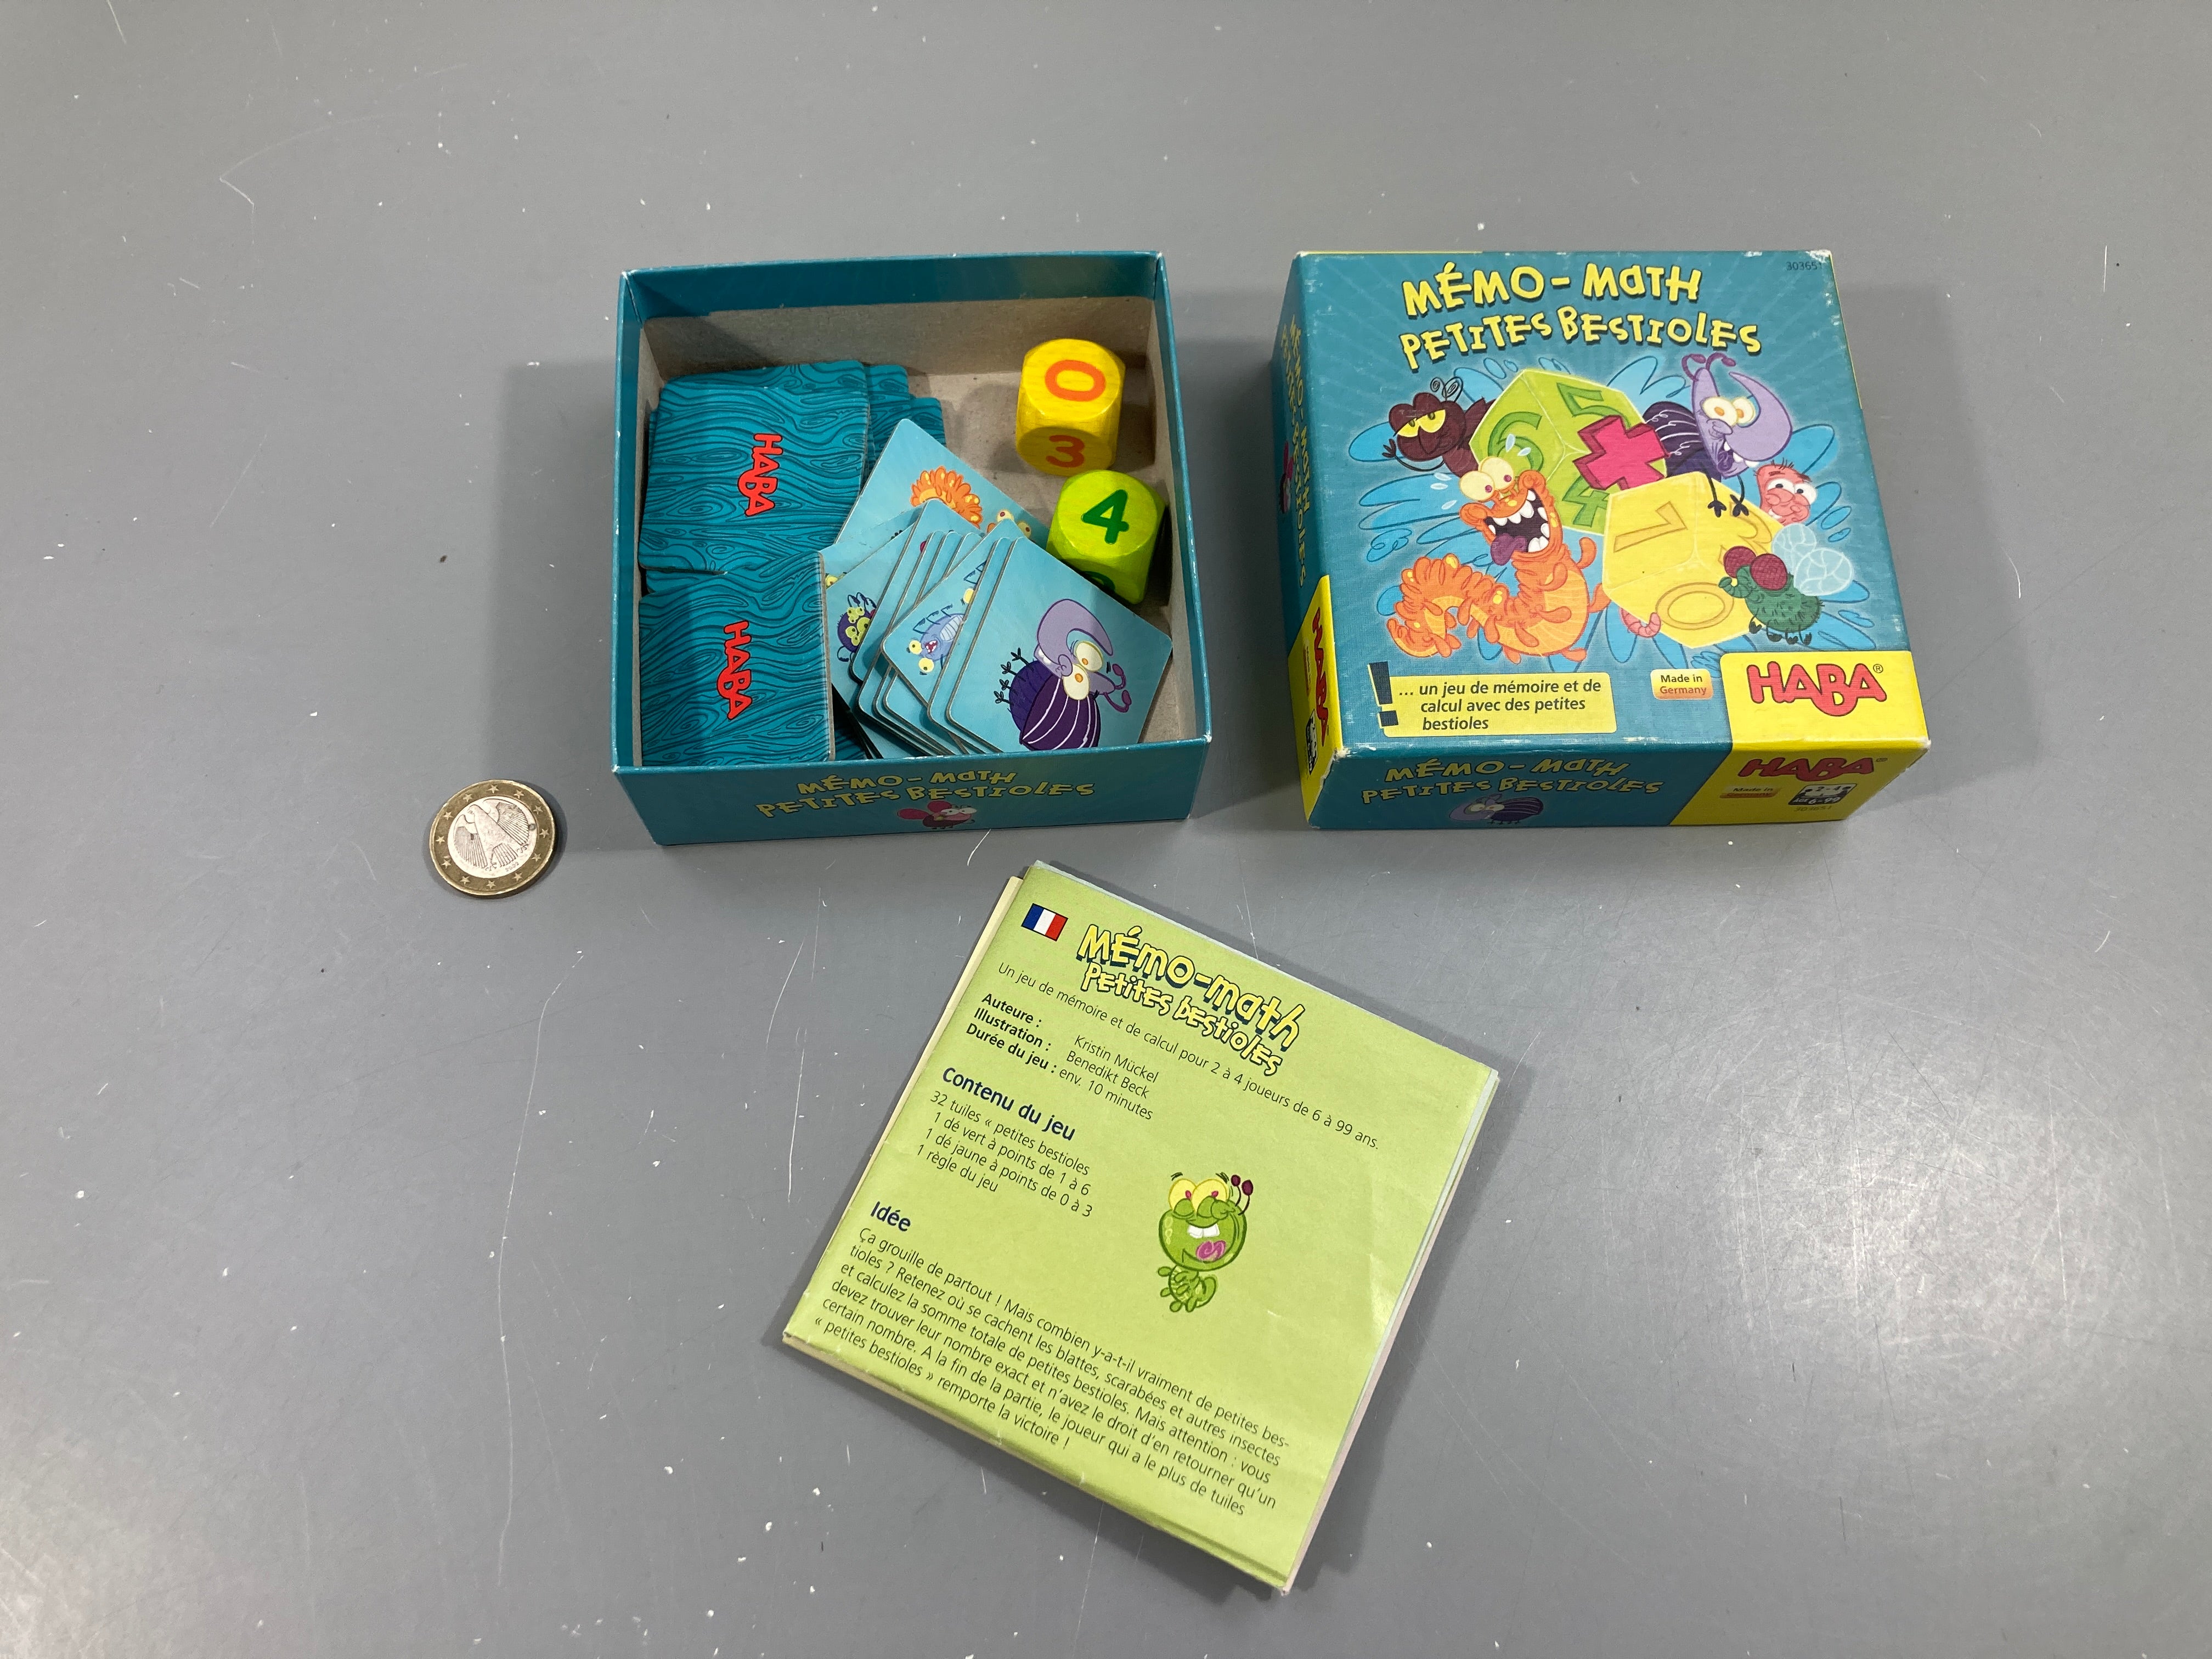 HABA
HABA
0
3
4
MÉMO-MATH
PETITES BESTIOLES
MÉMO-MATH
PETITES BESTIOLES
6
5
4
1
0
... un jeu de mémoire et de
calcul avec des petites
bestioles
Made in
Germany
HABA®
HABA
MÉMO-MATH
PETITES BESTIOLES
Made in
HABA®
MÉMO-MATH
PETITES BESTIOLES
Un jeu de mémoire et de calcul pour 2 à 4 joueurs de 6 à 99 ans.
Auteure : Kristin Mückel
Illustration : Benedikt Beck
Durée du jeu : env. 10 minutes
Contenu du jeu
32 tuiles « petites bestioles
1 dé vert à points de 1 à 6
1 dé jaune à points de 0 à 3
1 règle du jeu
Idée
Ça grouille de partout ! Mais combien y-a-t-il vraiment de petites bes-
tioles ? Retenez où se cachent les blattes, scarabées et autres insectes
et calculez la somme totale de petites bestioles. Mais attention : vous
devez trouver leur nombre exact et n'avez le droit d'en retourner qu'un
certain nombre. A la fin de la partie, le joueur qui a le plus de tuiles
« petites bestioles » remporte la victoire !